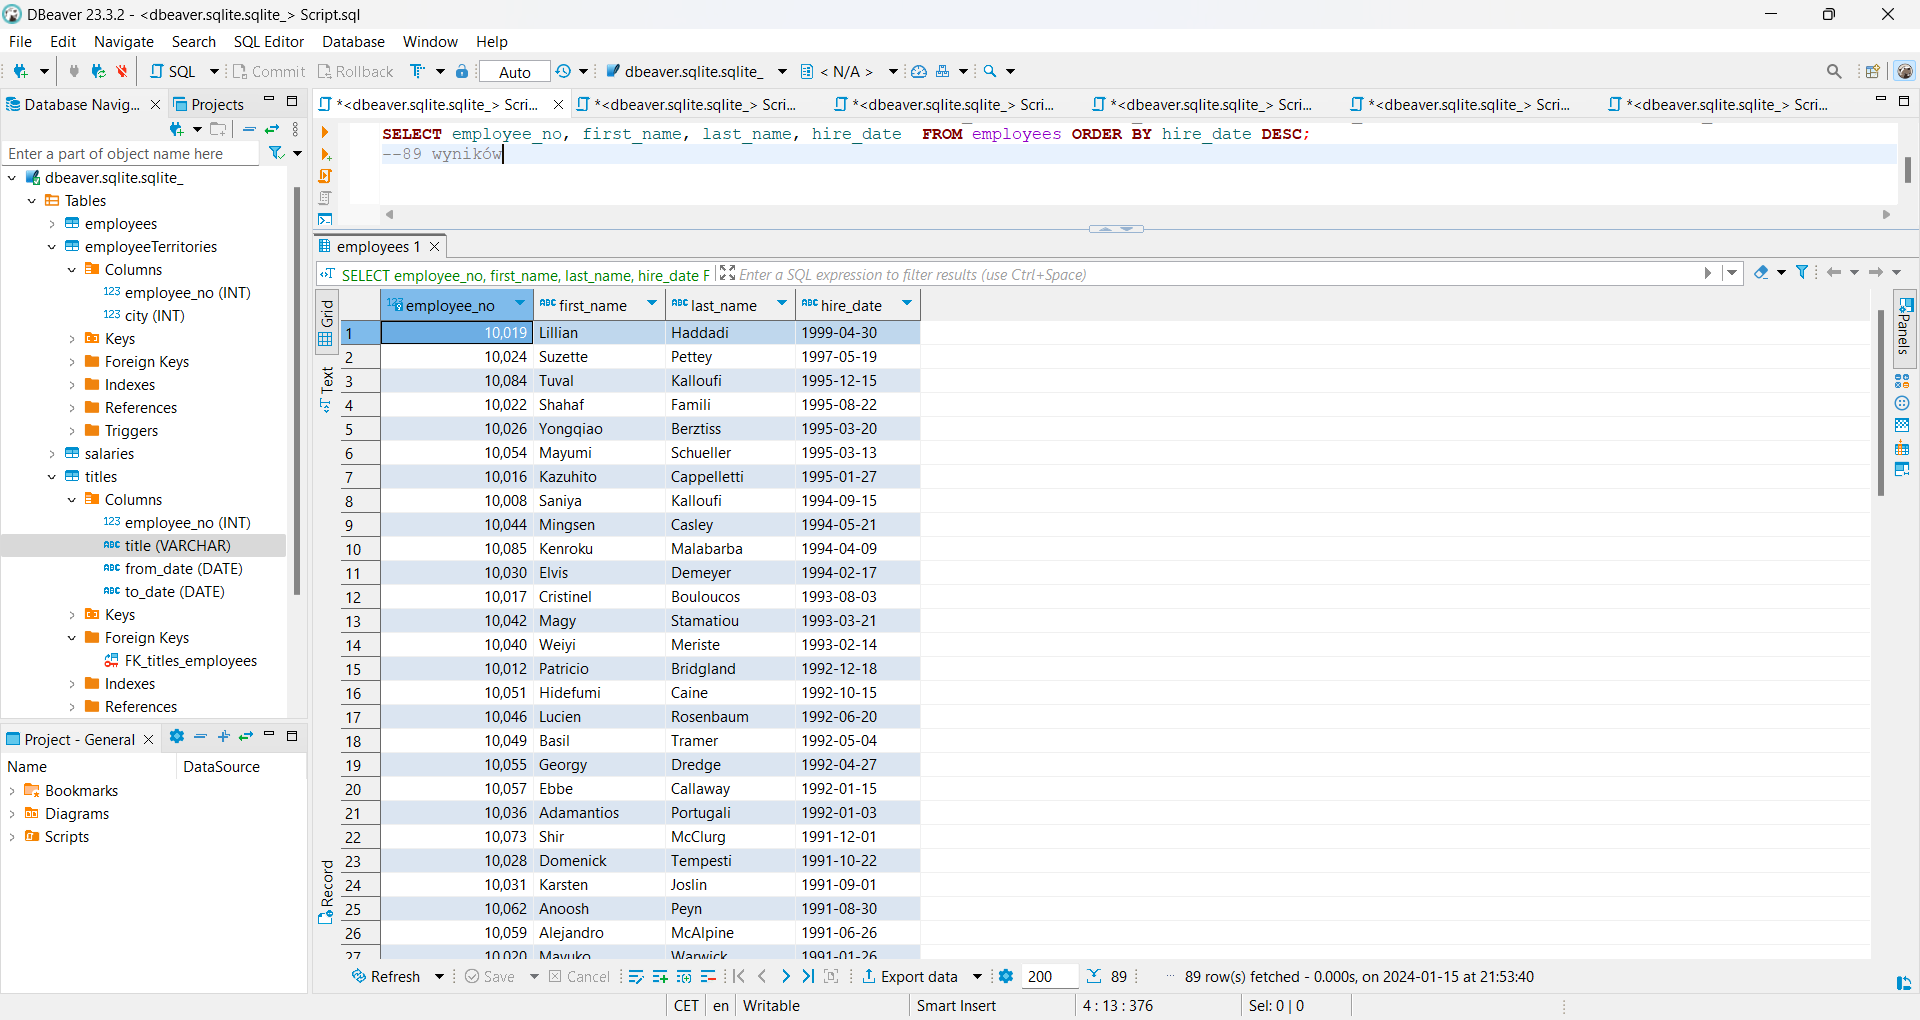 DBeaver 23.3.2 - <dbeaver.sqlite.sqlite_> Script.sql
File Edit Navigate Search SQL Editor Database Window Help
SQL Commit Rollback Auto dbeaver.sqlite.sqlite_ < N/A >
Database Navig... Projects
*<dbeaver.sqlite.sqlite_> Scri... *<dbeaver.sqlite.sqlite_> Scri... *<dbeaver.sqlite.sqlite_> Scri... *<dbeaver.sqlite.sqlite_> Scri... *<dbeaver.sqlite.sqlite_> Scri... *<dbeaver.sqlite.sqlite_> Scri...
Enter a part of object name here
dbeaver.sqlite.sqlite_
Tables
employees
employeeTerritories
Columns
123 employee_no (INT)
123 city (INT)
Keys
Foreign Keys
Indexes
References
Triggers
salaries
titles
Columns
123 employee_no (INT)
ABC title (VARCHAR)
ABC from_date (DATE)
ABC to_date (DATE)
Keys
Foreign Keys
FK_titles_employees
Indexes
References
Project - General
Name DataSource
Bookmarks
Diagrams
Scripts
SELECT employee_no, first_name, last_name, hire_date FROM employees ORDER BY hire_date DESC;
--89 wyników
employees 1
SELECT employee_no, first_name, last_name, hire_date F Enter a SQL expression to filter results (use Ctrl+Space)
Grid
Text
Record
Panels
123 employee_no ABC first_name ABC last_name ABC hire_date
1 10,019 Lillian Haddadi 1999-04-30
2 10,024 Suzette Pettey 1997-05-19
3 10,084 Tuval Kalloufi 1995-12-15
4 10,022 Shahaf Famili 1995-08-22
5 10,026 Yongqiao Berztiss 1995-03-20
6 10,054 Mayumi Schueller 1995-03-13
7 10,016 Kazuhito Cappelletti 1995-01-27
8 10,008 Saniya Kalloufi 1994-09-15
9 10,044 Mingsen Casley 1994-05-21
10 10,085 Kenroku Malabarba 1994-04-09
11 10,030 Elvis Demeyer 1994-02-17
12 10,017 Cristinel Bouloucos 1993-08-03
13 10,042 Magy Stamatiou 1993-03-21
14 10,040 Weiyi Meriste 1993-02-14
15 10,012 Patricio Bridgland 1992-12-18
16 10,051 Hidefumi Caine 1992-10-15
17 10,046 Lucien Rosenbaum 1992-06-20
18 10,049 Basil Tramer 1992-05-04
19 10,055 Georgy Dredge 1992-04-27
20 10,057 Ebbe Callaway 1992-01-15
21 10,036 Adamantios Portugali 1992-01-03
22 10,073 Shir McClurg 1991-12-01
23 10,028 Domenick Tempesti 1991-10-22
24 10,031 Karsten Joslin 1991-09-01
25 10,062 Anoosh Peyn 1991-08-30
26 10,059 Alejandro McAlpine 1991-06-26
27 10,020 Mayuko Warwick 1991-01-26
Refresh Save Cancel Export data 200 89 ··· 89 row(s) fetched - 0.000s, on 2024-01-15 at 21:53:40
CET en Writable Smart Insert 4 : 13 : 376 Sel: 0 | 0